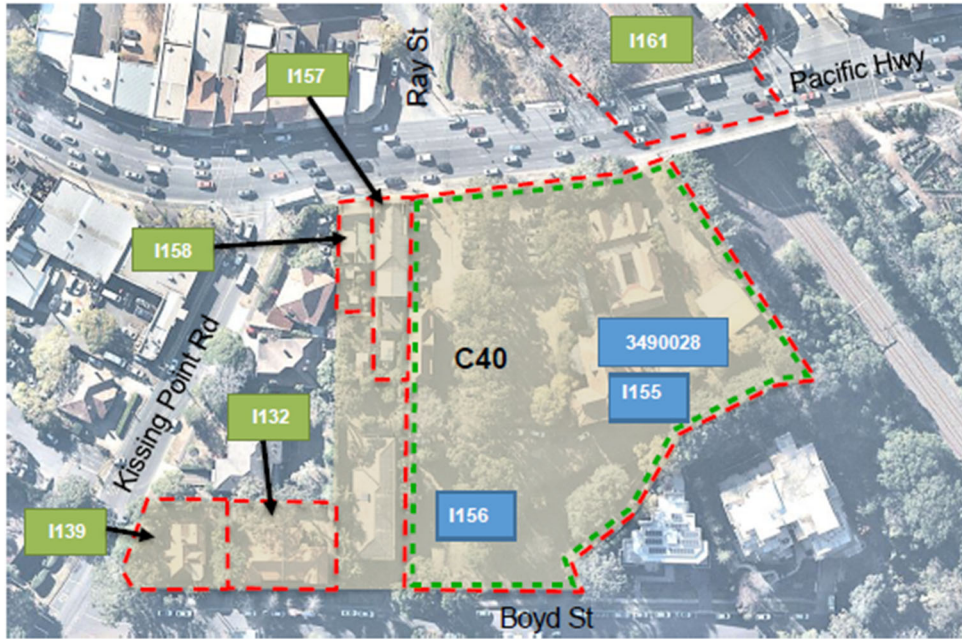 I161
Pacific Hwy
I157
Ray St
I158
C40
3490028
I155
Kissing Point Rd
I132
I156
I139
Boyd St